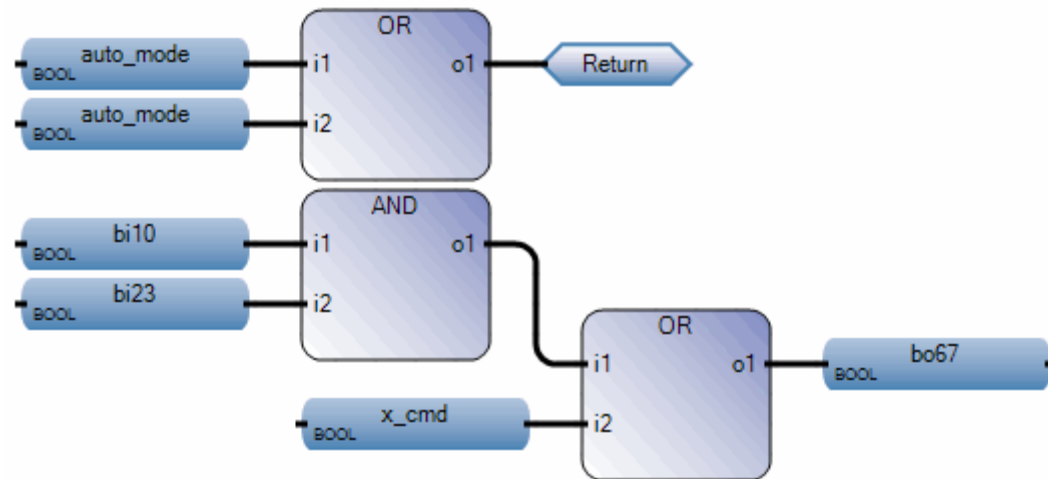 OR
auto_mode
BOOL
i1
o1
Return
auto_mode
BOOL
i2
AND
bi10
BOOL
i1
o1
bi23
BOOL
i2
OR
i1
o1
bo67
BOOL
x_cmd
BOOL
i2